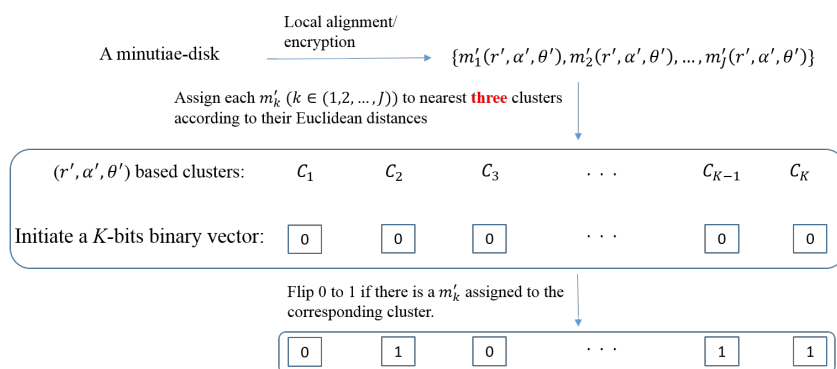 Local alignment/
encryption
A minutiae-disk
{m′₁(r′, α′, θ′), m′₂(r′, α′, θ′), ..., m′_J(r′, α′, θ′)}
Assign each m′ₖ (k ∈ (1,2, ..., J)) to nearest three clusters
according to their Euclidean distances
(r′, α′, θ′) based clusters: C₁ C₂ C₃ . . . C_{K−1} C_K
Initiate a K-bits binary vector: 0 0 0 . . . 0 0
Flip 0 to 1 if there is a m′ₖ assigned to the
corresponding cluster.
0 1 0 . . . 1 1